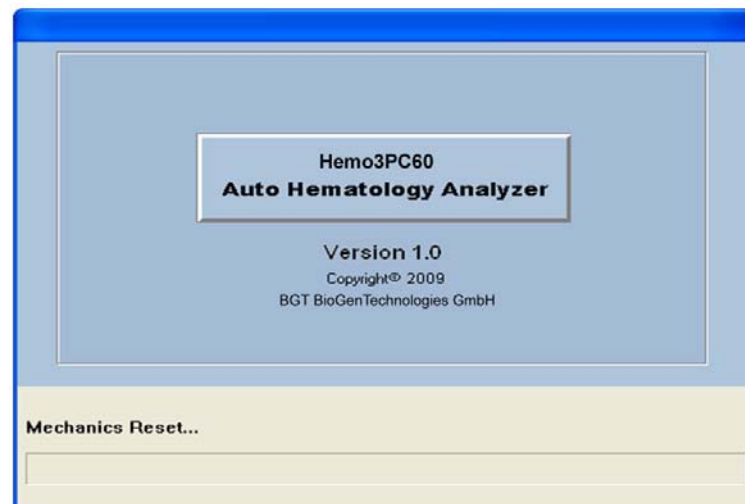 Hemo3PC60
Auto Hematology Analyzer
Version 1.0
Copyright© 2009
BGT BioGenTechnologies GmbH
Mechanics Reset...